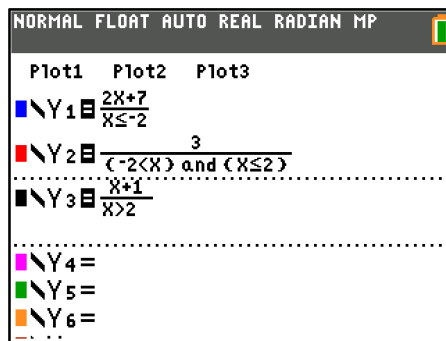 NORMAL FLOAT AUTO REAL RADIAN MP
Plot1 Plot2 Plot3
\Y1=(2X+7)/(X≤-2)
\Y2=3/((-2<X) and (X≤2))
\Y3=(X+1)/(X>2)
\Y4=
\Y5=
\Y6=